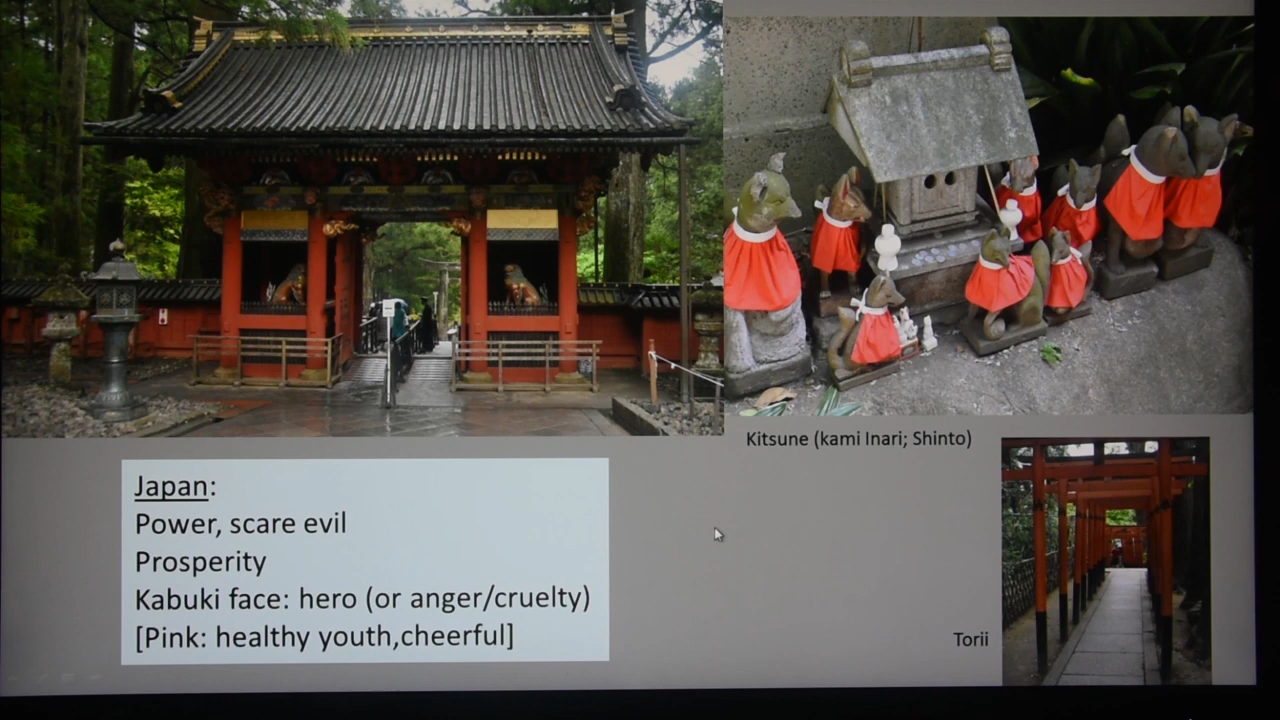 Kitsune (kami Inari; Shinto)
Japan:
Power, scare evil
Prosperity
Kabuki face: hero (or anger/cruelty)
[Pink: healthy youth,cheerful]
Torii